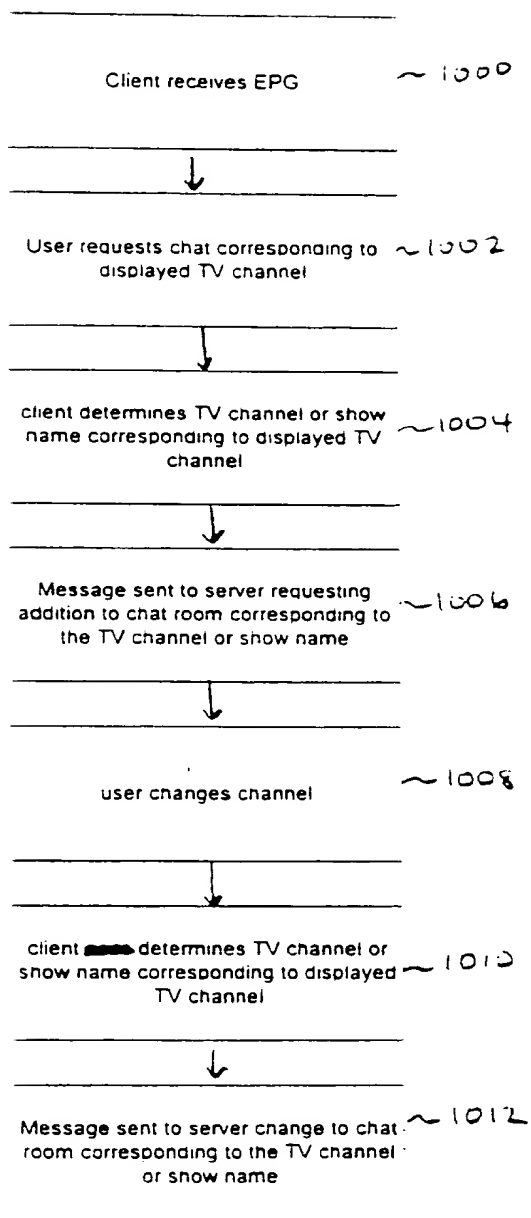 Client receives EPG ~ 1000
User requests chat corresponding to ~ 1002
displayed TV channel
client determines TV channel or show
name corresponding to displayed TV ~ 1004
channel
Message sent to server requesting
addition to chat room corresponding to ~ 1006
the TV channel or show name
user changes channel ~ 1008
client determines TV channel or
show name corresponding to displayed ~ 1010
TV channel
Message sent to server change to chat ~ 1012
room corresponding to the TV channel
or show name